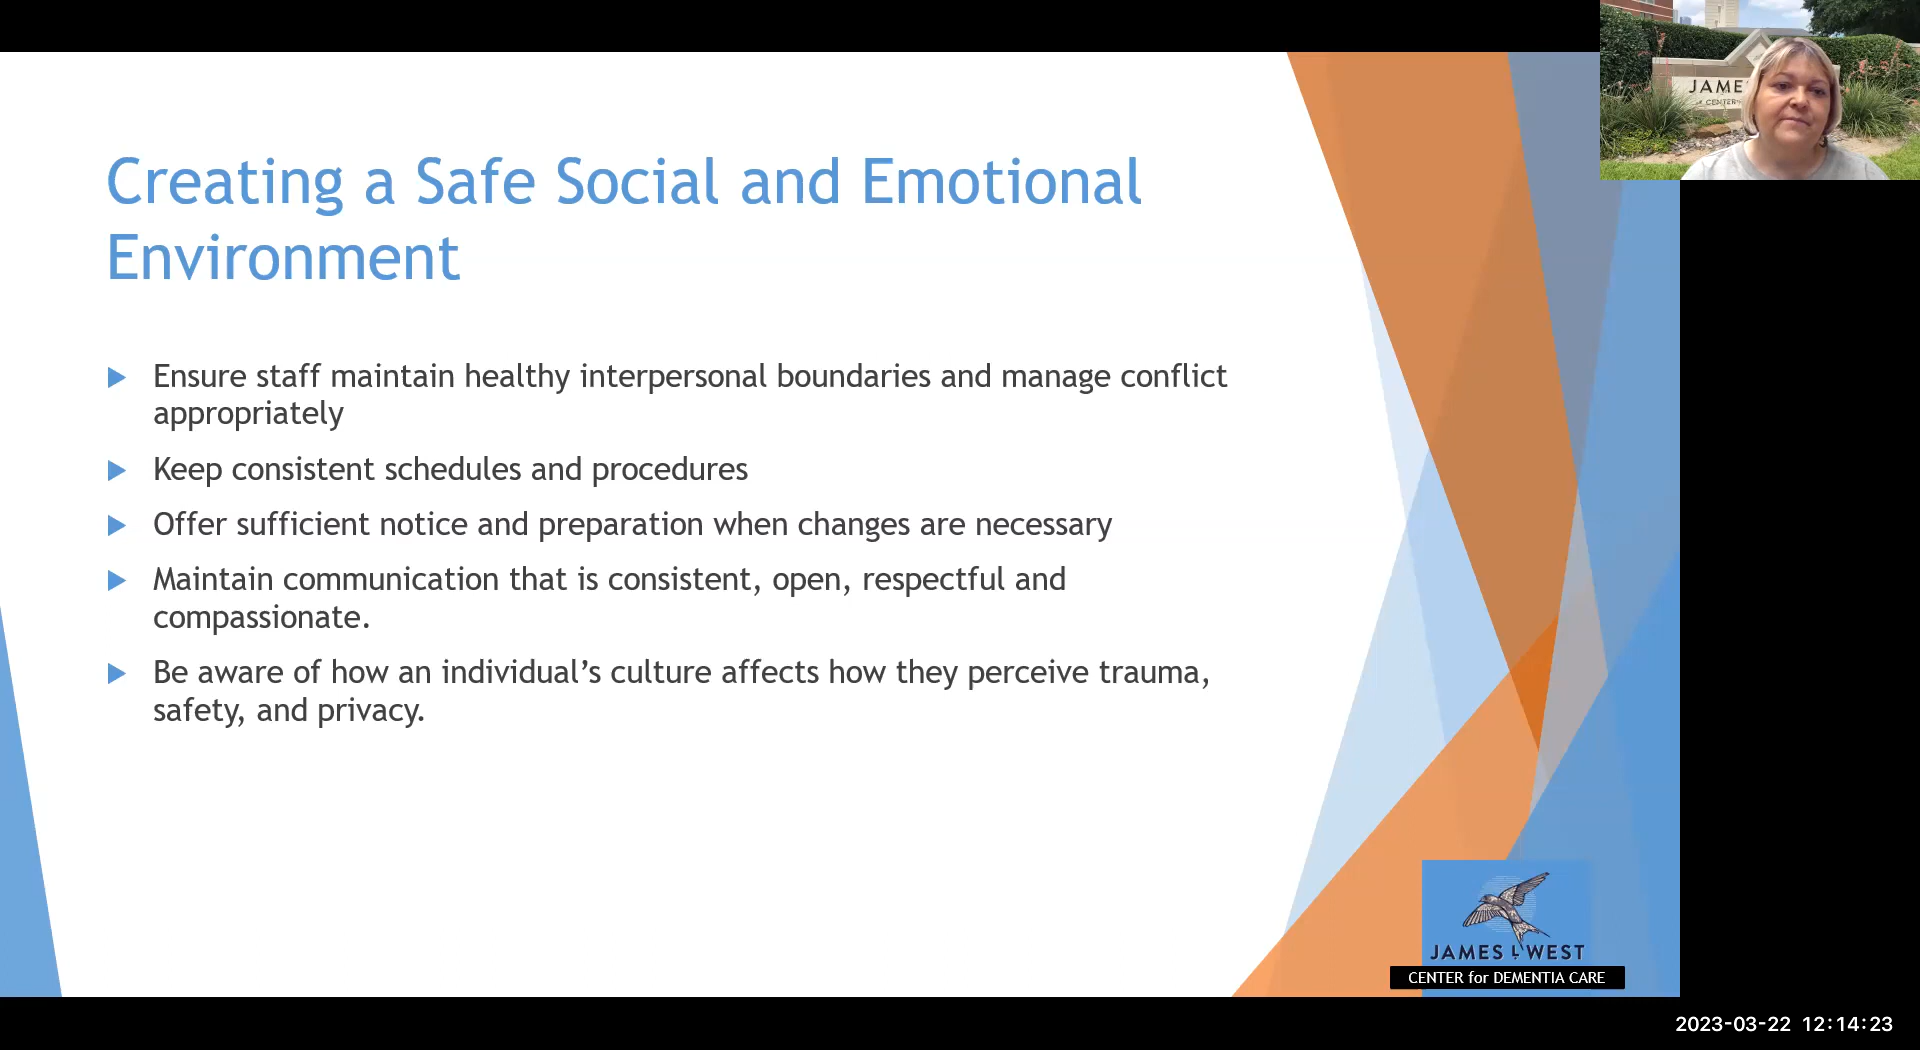 JAME
CENTER
Creating a Safe Social and Emotional
Environment
Ensure staff maintain healthy interpersonal boundaries and manage conflict
appropriately
Keep consistent schedules and procedures
Offer sufficient notice and preparation when changes are necessary
Maintain communication that is consistent, open, respectful and
compassionate.
Be aware of how an individual’s culture affects how they perceive trauma,
safety, and privacy.
JAMES L WEST
CENTER for DEMENTIA CARE
2023-03-22 12:14:23